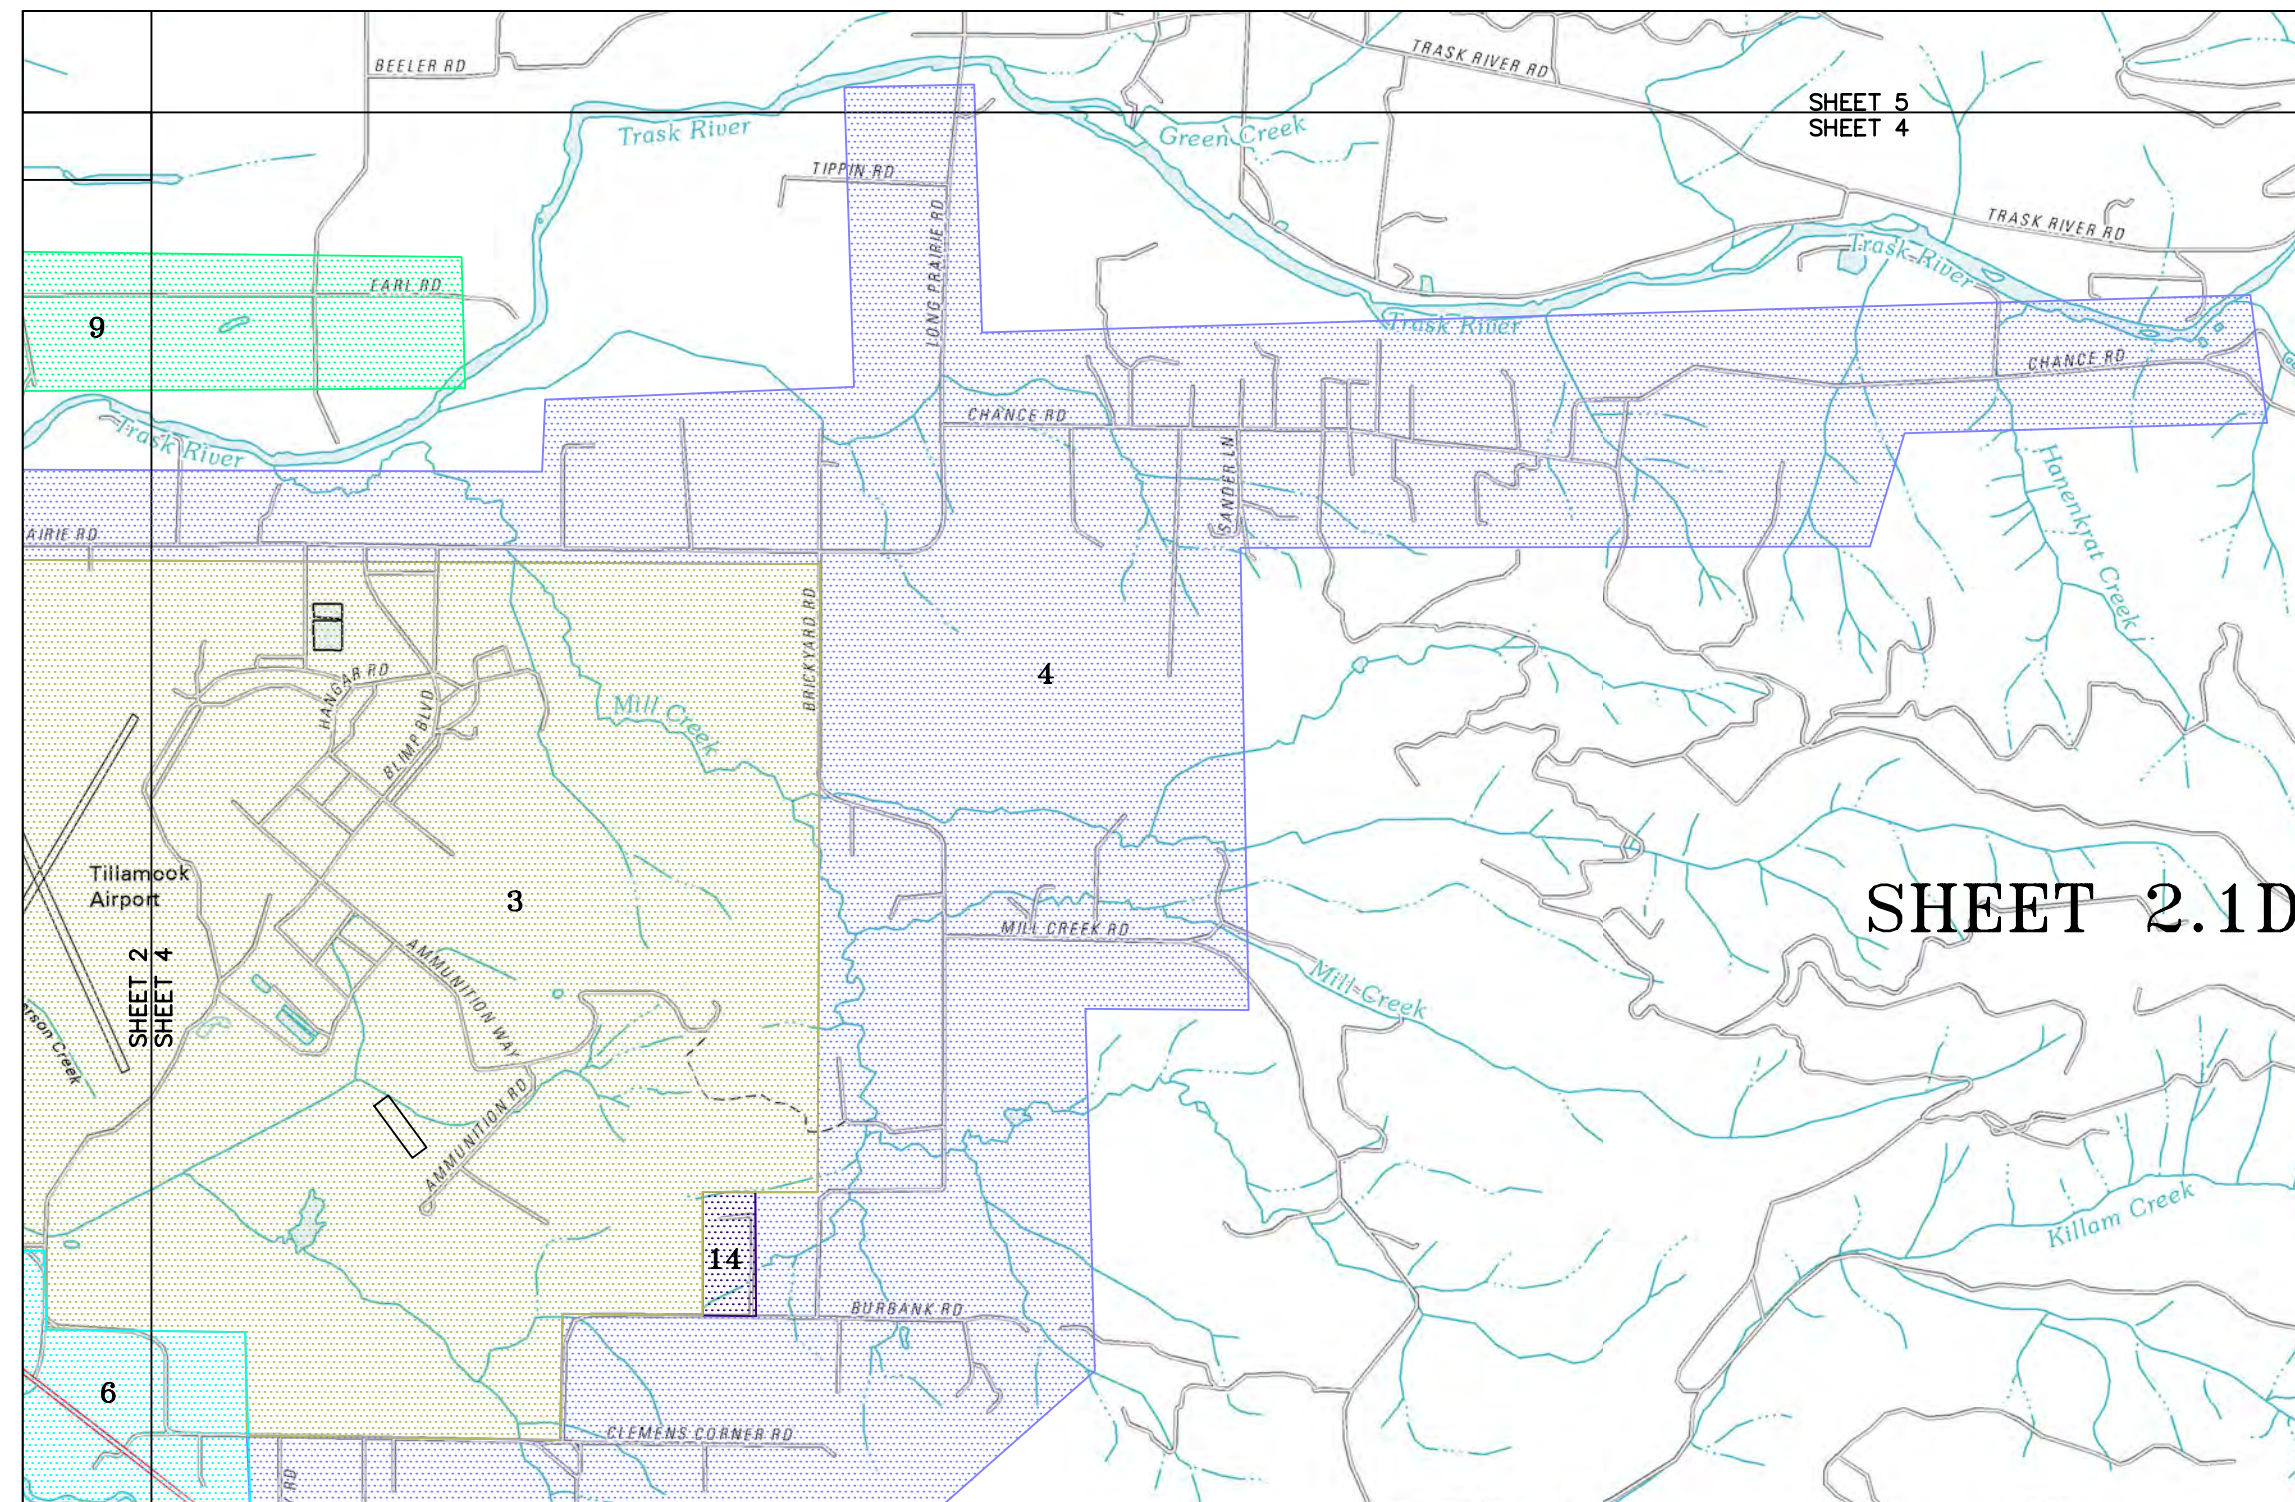 BEELER RD
TRASK RIVER RD
SHEET 5
SHEET 4
Trask River
Green Creek
TIPPIN RD
LONG PRAIRIE RD
TRASK RIVER RD
Trask River
EARL RD
9
Trask River
CHANCE RD
CHANCE RD
Trask River
SANDER LN
Hanenkrat Creek
AIRIE RD
BRICKYARD RD
4
HANGAR RD
BLIMP BLVD
Mill Creek
Tillamook
Airport
3
SHEET 2.1D
MILL CREEK RD
SHEET 2
SHEET 4
AMMUNITION WAY
Mill Creek
erson Creek
AMMUNITION RD
Killam Creek
14
BURBANK RD
6
CLEMENS CORNER RD
RD